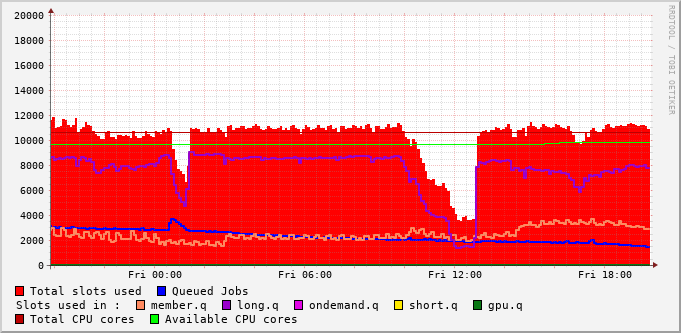 20000
18000
16000
14000
12000
10000
8000
6000
4000
2000
0
Fri 00:00 Fri 06:00 Fri 12:00 Fri 18:00
RRDTOOL / TOBI OETIKER
Total slots used Queued Jobs
Slots used in : member.q long.q ondemand.q short.q gpu.q
Total CPU cores Available CPU cores